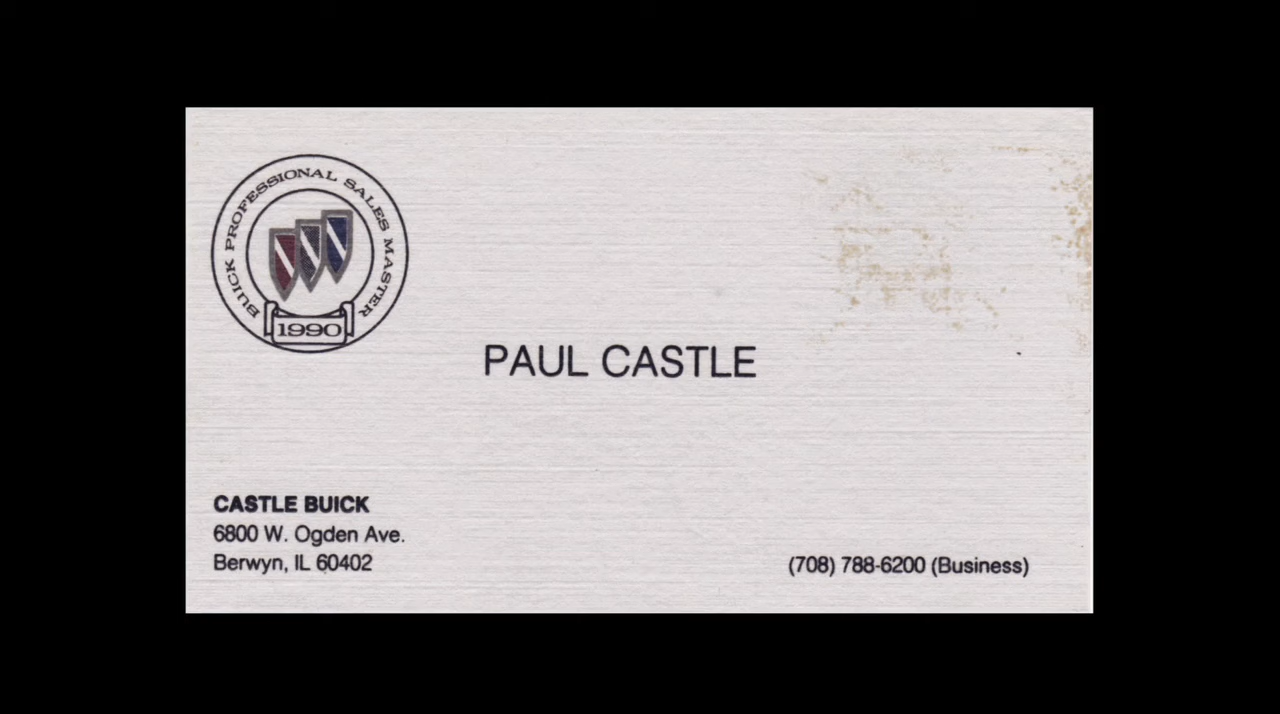 BUICK PROFESSIONAL SALES MASTER
1990
PAUL CASTLE
CASTLE BUICK
6800 W. Ogden Ave.
Berwyn, IL 60402
(708) 788-6200 (Business)